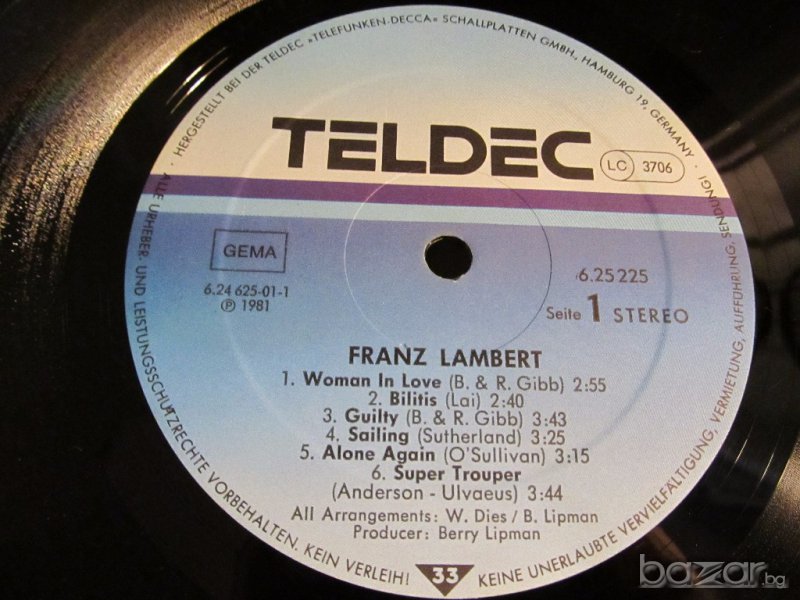 · HERGESTELLT BEI DER TELDEC »TELEFUNKEN-DECCA« SCHALLPLATTEN GMBH., HAMBURG 19, GERMANY ·
TELDEC
LC 3706
GEMA
6.24 625-01-1
Ⓟ 1981
6.25 225
Seite 1 STEREO
FRANZ LAMBERT
1. Woman In Love (B. & R. Gibb) 2:55
2. Bilitis (Lai) 2:40
3. Guilty (B. & R. Gibb) 3:43
4. Sailing (Sutherland) 3:25
5. Alone Again (O'Sullivan) 3:15
6. Super Trouper
(Anderson - Ulvaeus) 3:44
All Arrangements: W. Dies / B. Lipman
Producer: Berry Lipman
· ALLE URHEBER- UND LEISTUNGSSCHUTZRECHTE VORBEHALTEN. KEIN VERLEIH!
33
KEINE UNERLAUBTE VERVIELFÄLTIGUNG, VERMIETUNG, AUFFÜHRUNG, SENDUNG!
bazar.bg